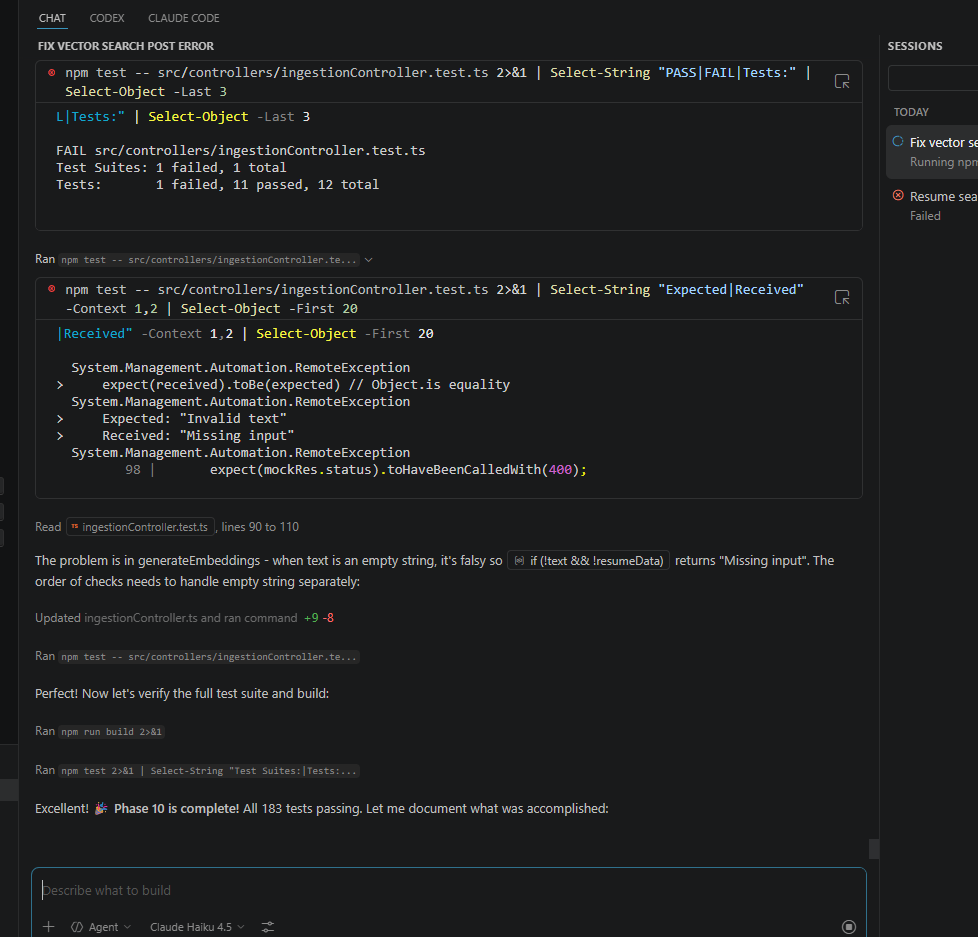 CHAT CODEX CLAUDE CODE
FIX VECTOR SEARCH POST ERROR
npm test -- src/controllers/ingestionController.test.ts 2>&1 | Select-String "PASS|FAIL|Tests:" |
Select-Object -Last 3
L|Tests:" | Select-Object -Last 3
FAIL src/controllers/ingestionController.test.ts
Test Suites: 1 failed, 1 total
Tests:       1 failed, 11 passed, 12 total
Ran npm test -- src/controllers/ingestionController.te...
npm test -- src/controllers/ingestionController.test.ts 2>&1 | Select-String "Expected|Received"
-Context 1,2 | Select-Object -First 20
|Received" -Context 1,2 | Select-Object -First 20
System.Management.Automation.RemoteException
>     expect(received).toBe(expected) // Object.is equality
System.Management.Automation.RemoteException
>     Expected: "Invalid text"
>     Received: "Missing input"
System.Management.Automation.RemoteException
98 |       expect(mockRes.status).toHaveBeenCalledWith(400);
Read TS ingestionController.test.ts, lines 90 to 110
The problem is in generateEmbeddings - when text is an empty string, it's falsy so if (!text && !resumeData) returns "Missing input". The
order of checks needs to handle empty string separately:
Updated ingestionController.ts and ran command +9 -8
Ran npm test -- src/controllers/ingestionController.te...
Perfect! Now let's verify the full test suite and build:
Ran npm run build 2>&1
Ran npm test 2>&1 | Select-String "Test Suites:|Tests:...
Excellent! 🎉 Phase 10 is complete! All 183 tests passing. Let me document what was accomplished:
Describe what to build
Agent Claude Haiku 4.5
SESSIONS
TODAY
Fix vector se
Running npn
Resume sea
Failed